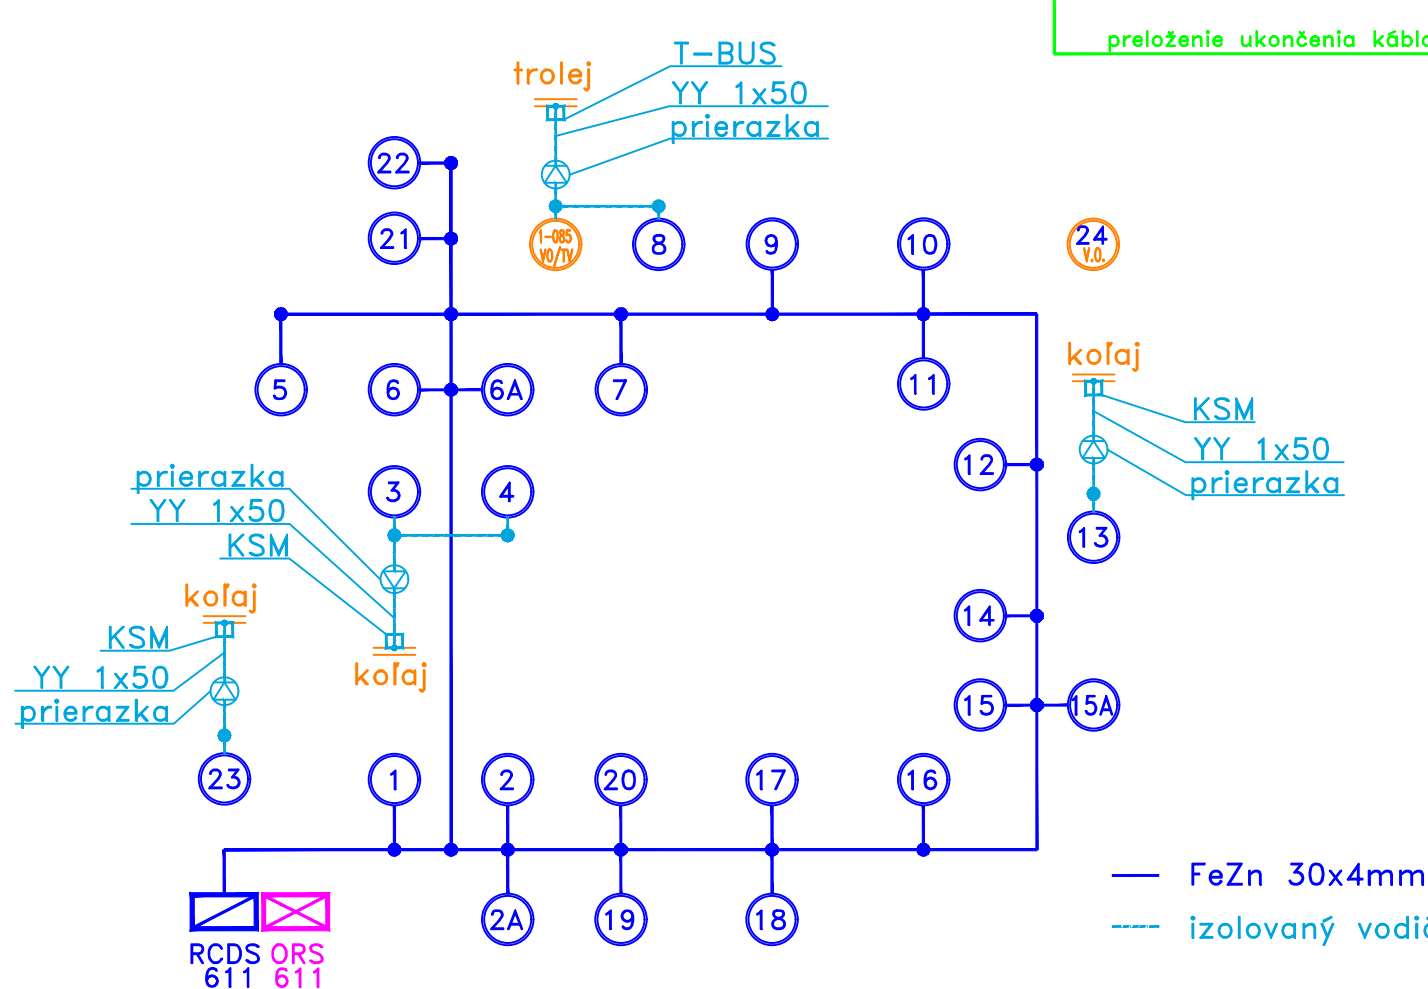 preloženie ukončenia káblo
T-BUS
trolej
YY 1x50
prierazka
22
21
1-085
VO/TV
8
9
10
24
V.O.
5
6
6A
7
11
koľaj
KSM
YY 1x50
prierazka
12
13
prierazka
YY 1x50
KSM
3
4
koľaj
koľaj
KSM
YY 1x50
prierazka
23
14
15
15A
1
2
20
17
16
2A
19
18
RCDS
611
ORS
611
FeZn 30x4mm
izolovaný vodič